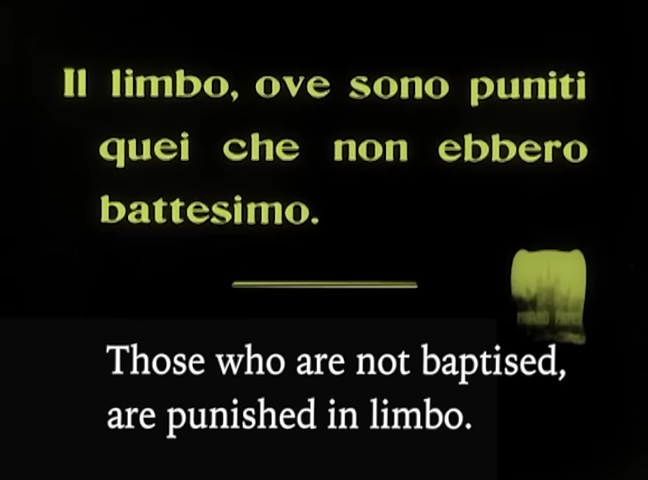 Il limbo, ove sono puniti
quei che non ebbero
battesimo.
Those who are not baptised,
are punished in limbo.